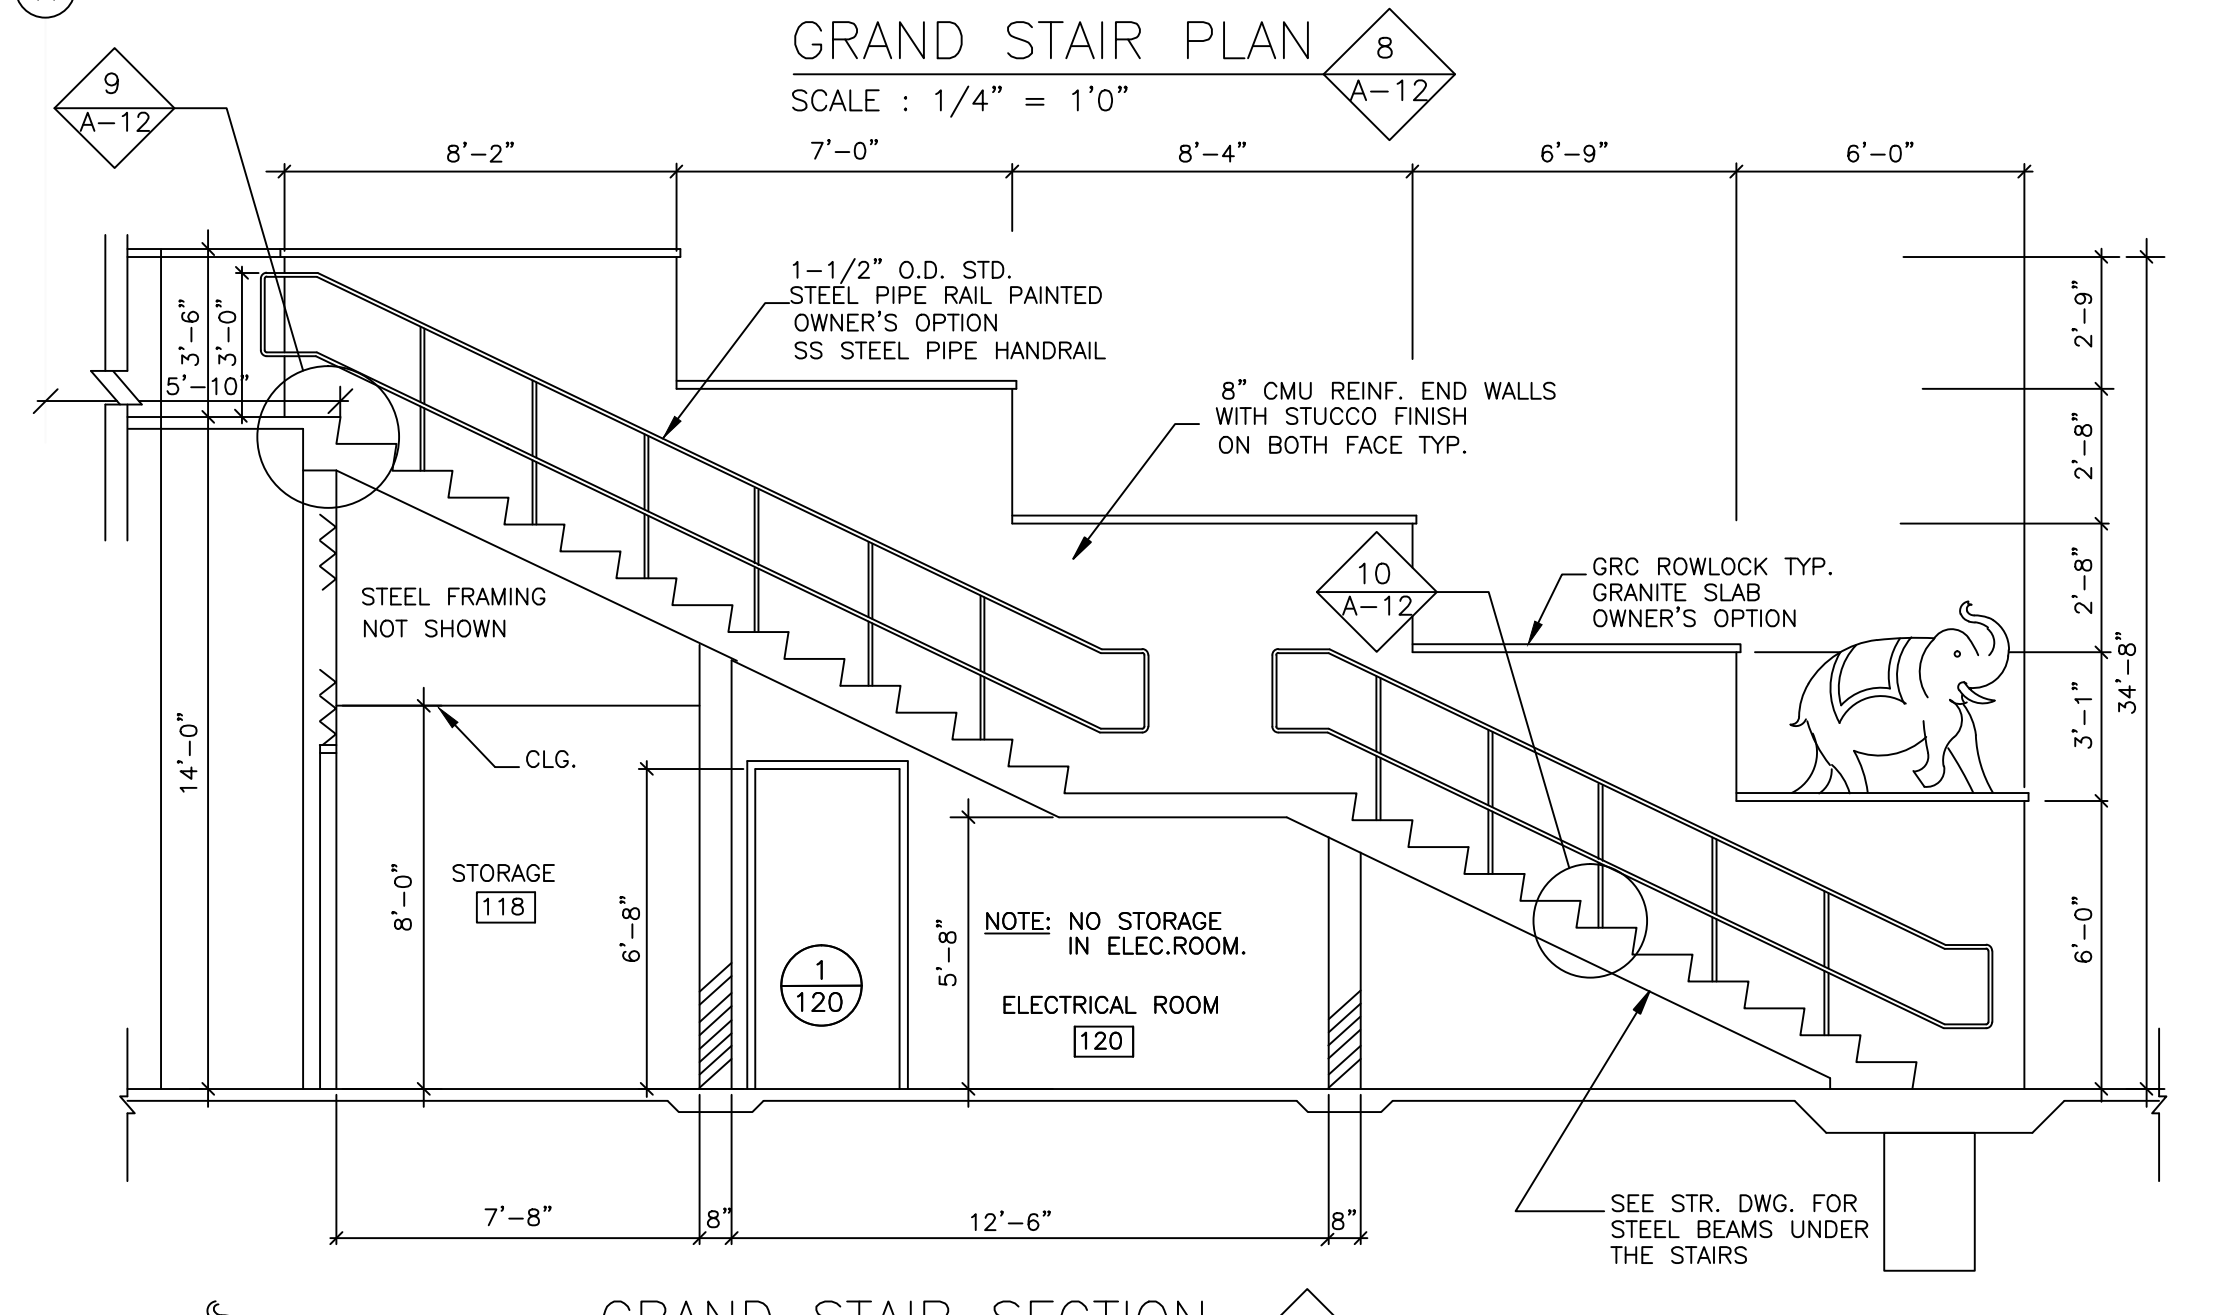 GRAND STAIR PLAN
8
A-12
SCALE : 1/4" = 1'0"
9
A-12
8'-2"
7'-0"
8'-4"
6'-9"
6'-0"
1-1/2" O.D. STD.
STEEL PIPE RAIL PAINTED
OWNER'S OPTION
SS STEEL PIPE HANDRAIL
3'-6"
3'-0"
5'-10"
8" CMU REINF. END WALLS
WITH STUCCO FINISH
ON BOTH FACE TYP.
2'-9"
2'-8"
2'-8"
3'-1"
6'-0"
34'-8"
10
A-12
GRC ROWLOCK TYP.
GRANITE SLAB
OWNER'S OPTION
STEEL FRAMING
NOT SHOWN
14'-0"
CLG.
8'-0"
STORAGE
118
6'-8"
1
120
5'-8"
NOTE: NO STORAGE
IN ELEC.ROOM.
ELECTRICAL ROOM
120
7'-8"
8"
12'-6"
8"
SEE STR. DWG. FOR
STEEL BEAMS UNDER
THE STAIRS
GRAND STAIR SECTION